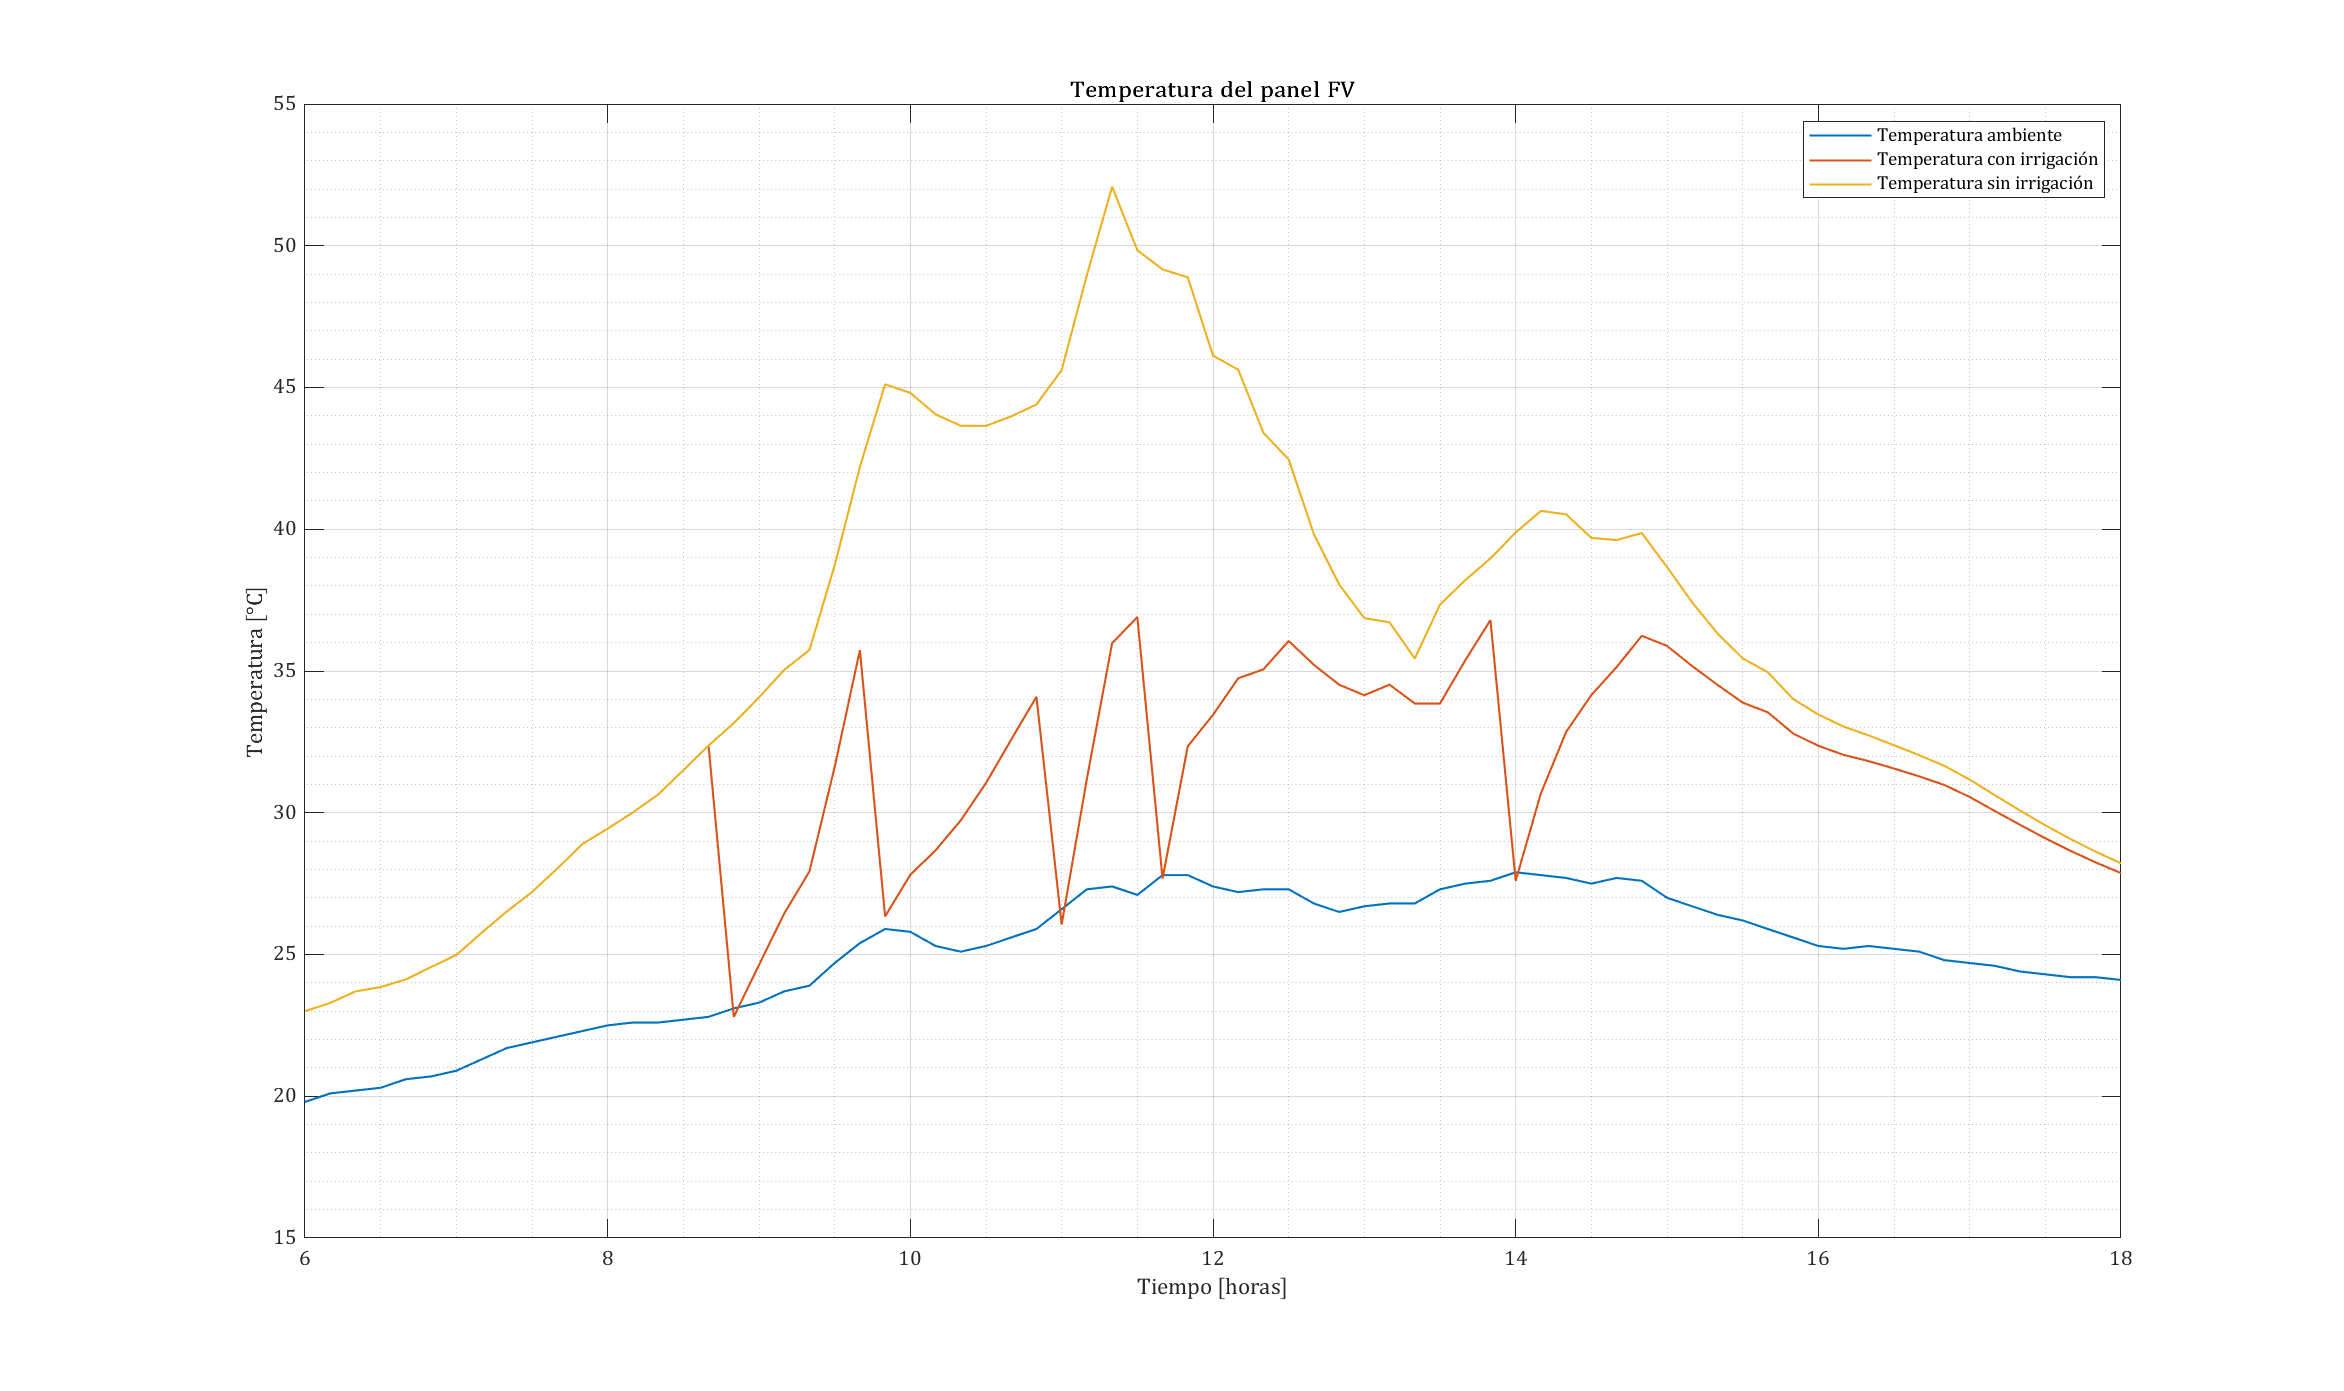 Temperatura del panel FV
55
50
45
40
35
30
25
20
15
Temperatura [°C]
Temperatura ambiente
Temperatura con irrigación
Temperatura sin irrigación
6 8 10 12 14 16 18
Tiempo [horas]